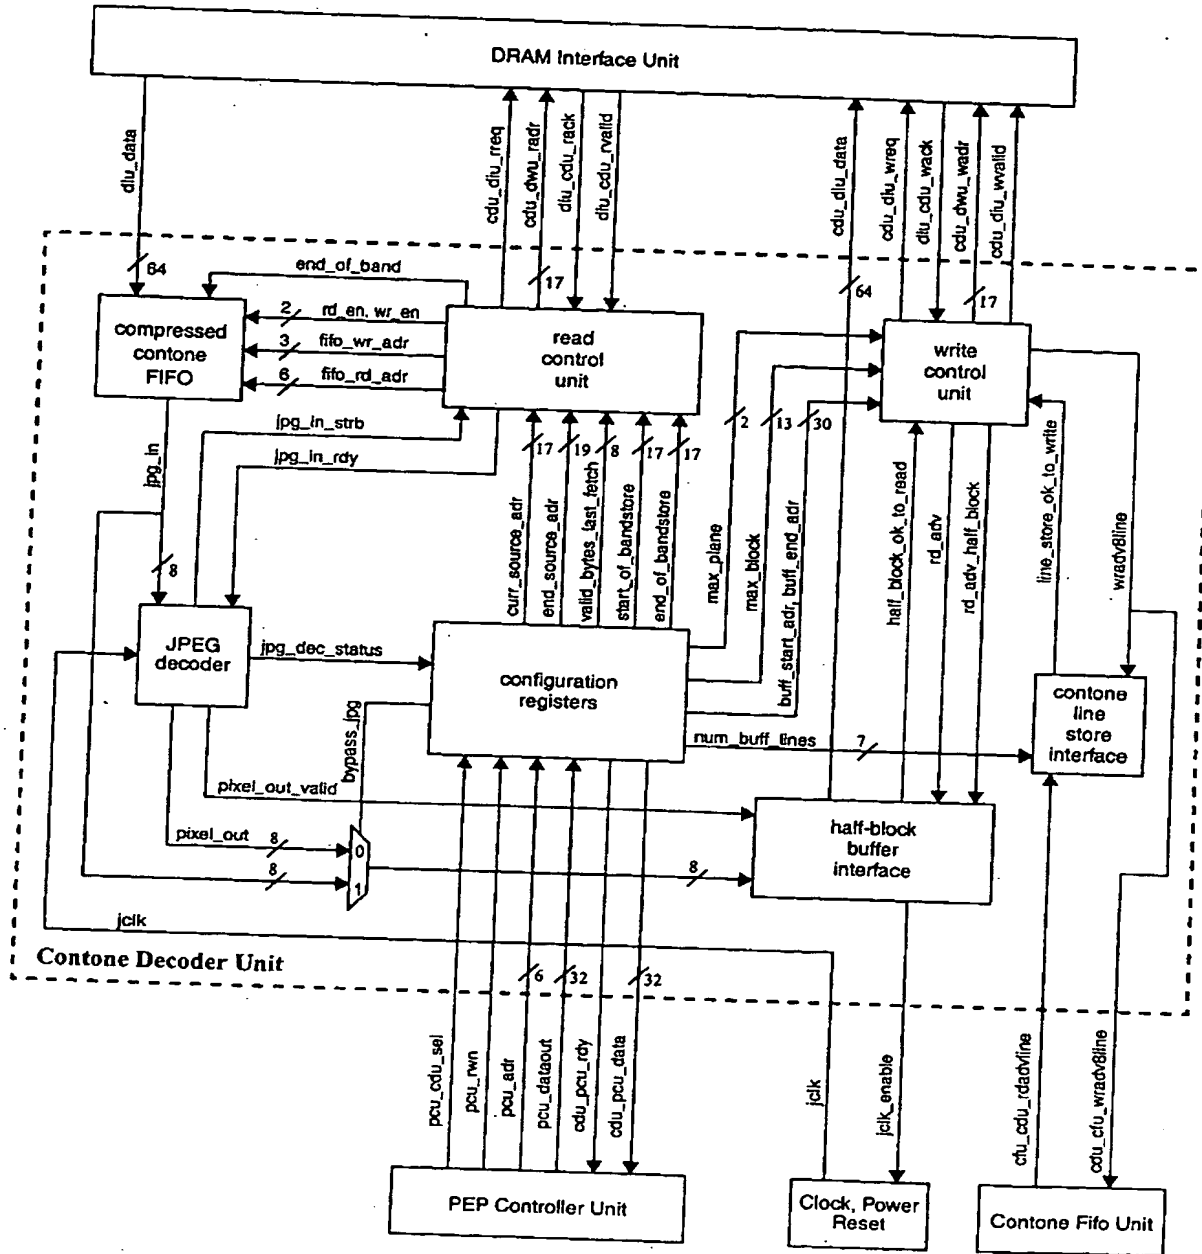 DRAM Interface Unit
diu_data
cdu_diu_rreq
cdu_dwu_radr
diu_cdu_rack
diu_cdu_rvalid
cdu_diu_data
cdu_diu_wreq
diu_cdu_wack
cdu_dwu_wadr
cdu_diu_wvalid
64
end_of_band
17
64
17
compressed
contone
FIFO
2
rd_en, wr_en
3
fifo_wr_adr
6
fifo_rd_adr
read
control
unit
write
control
unit
jpg_in
jpg_in_strb
jpg_in_rdy
17
19
8
17
17
2
13
30
curr_source_adr
end_source_adr
valid_bytes_last_fetch
start_of_bandstore
end_of_bandstore
max_plane
max_block
buff_start_adr, buff_end_adr
half_block_ok_to_read
rd_adv
rd_adv_half_block
line_store_ok_to_write
wradv8line
8
JPEG
decoder
jpg_dec_status
configuration
registers
contone
line
store
interface
bypass_jpg
num_buff_lines
7
pixel_out_valid
pixel_out
8
0
8
1
8
half-block
buffer
interface
jclk
Contone Decoder Unit
6
32
32
pcu_cdu_sel
pcu_rwn
pcu_adr
pcu_dataout
cdu_pcu_rdy
cdu_pcu_data
jclk
jclk_enable
cfu_cdu_rdadvline
cdu_cfu_wradv8line
PEP Controller Unit
Clock, Power
Reset
Contone Fifo Unit